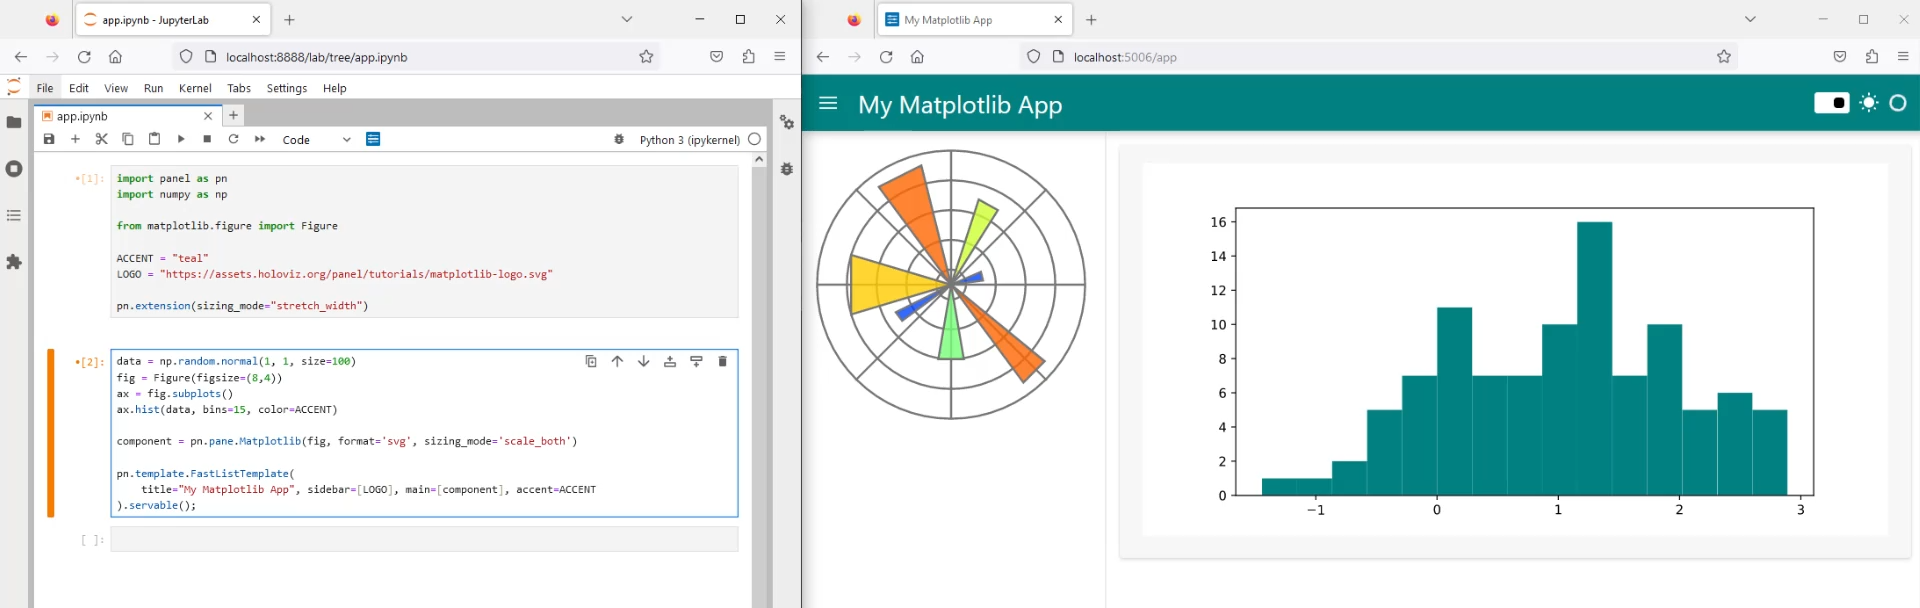 app.ipynb - JupyterLab
localhost:8888/lab/tree/app.ipynb
File Edit View Run Kernel Tabs Settings Help
app.ipynb
Code
Python 3 (ipykernel)
[1]:
import panel as pn
import numpy as np
from matplotlib.figure import Figure
ACCENT = "teal"
LOGO = "https://assets.holoviz.org/panel/tutorials/matplotlib-logo.svg"
pn.extension(sizing_mode="stretch_width")
[2]:
data = np.random.normal(1, 1, size=100)
fig = Figure(figsize=(8,4))
ax = fig.subplots()
ax.hist(data, bins=15, color=ACCENT)
component = pn.pane.Matplotlib(fig, format='svg', sizing_mode='scale_both')
pn.template.FastListTemplate(
    title="My Matplotlib App", sidebar=[LOGO], main=[component], accent=ACCENT
).servable();
[ ]:
My Matplotlib App
localhost:5006/app
My Matplotlib App
16
14
12
10
8
6
4
2
0
−1 0 1 2 3